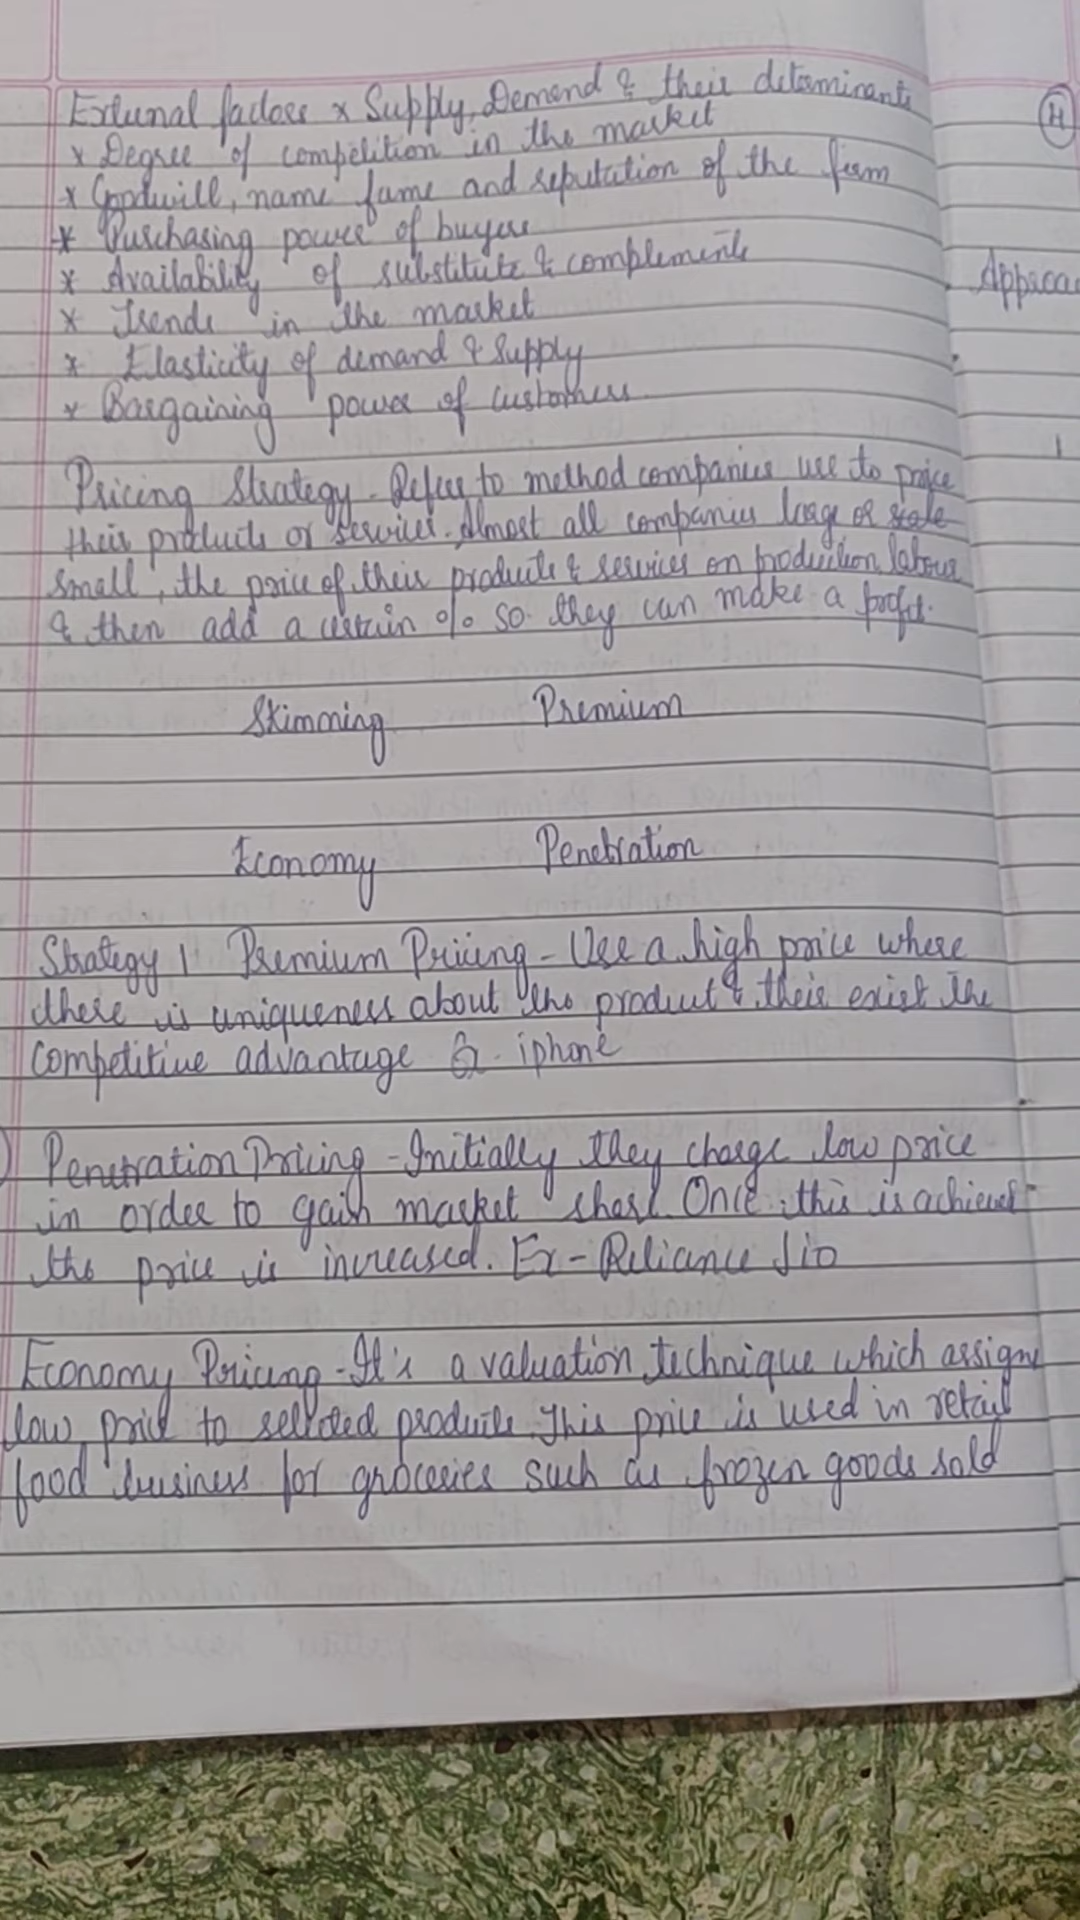 External factors * Supply, Demand & their determinants
* Degree of competition in the market
* Goodwill, name fame and reputation of the firm
* Purchasing power of buyers
* Availability of substitute & complements
* Trends in the market
* Elasticity of demand & supply
* Bargaining power of customers
Pricing Strategy - Refers to method companies use to price
their products or services. Almost all companies large or
small, the price of their products & services on production, labour
& then add a certain % so they can make a profit.
Skimming Premium
Economy Penetration
Strategy 1 Premium Pricing - Use a high price where
there is uniqueness about the product & their exist the
competitive advantage Ex. iphone
Penetration Pricing - Initially they charge low price
in order to gain market share. Once this is achieved
the price is increased. Ex - Reliance Jio
Economy Pricing - It's a valuation technique which assigns
low price to selected products. This price is used in retail
food business for groceries such as frozen goods sold
H